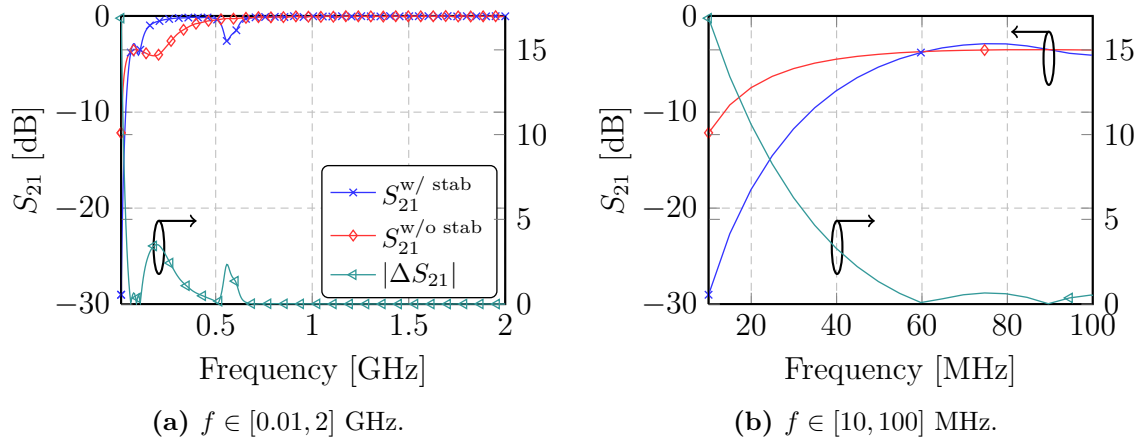 0
−10
−20
−30
S₂₁ [dB]
15
10
5
0
0.5
1
1.5
2
Frequency [GHz]
S₂₁^{w/ stab}
S₂₁^{w/o stab}
|ΔS₂₁|
(a) f ∈ [0.01, 2] GHz.
0
−10
−20
−30
S₂₁ [dB]
15
10
5
0
20
40
60
80
100
Frequency [MHz]
(b) f ∈ [10, 100] MHz.